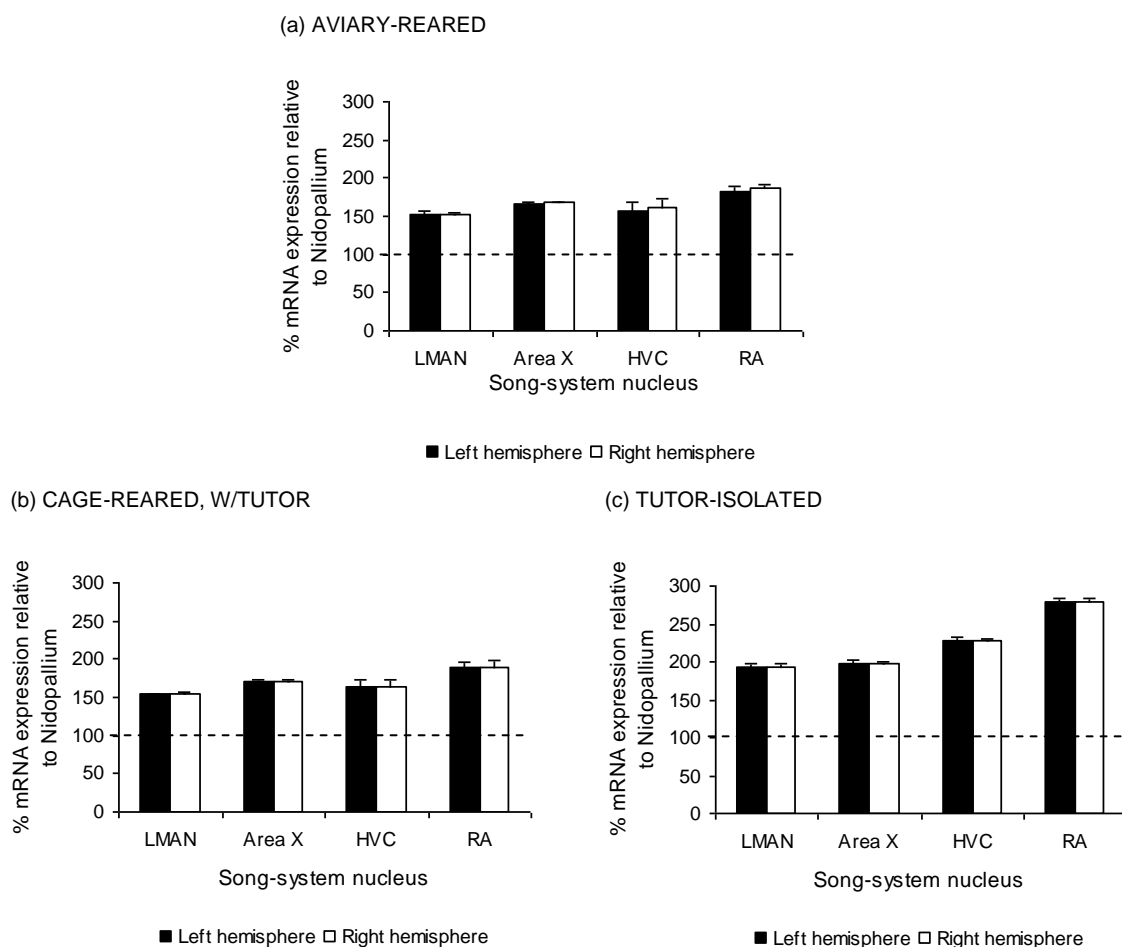 (a) AVIARY-REARED
% mRNA expression relative
to Nidopallium
300
250
200
150
100
50
0
LMAN Area X HVC RA
Song-system nucleus
Left hemisphere Right hemisphere
(b) CAGE-REARED, W/TUTOR
% mRNA expression relative
to Nidopallium
300
250
200
150
100
50
0
LMAN Area X HVC RA
Song-system nucleus
Left hemisphere Right hemisphere
(c) TUTOR-ISOLATED
% mRNA expression relative
to Nidopallium
300
250
200
150
100
50
0
LMAN Area X HVC RA
Song-system nucleus
Left hemisphere Right hemisphere